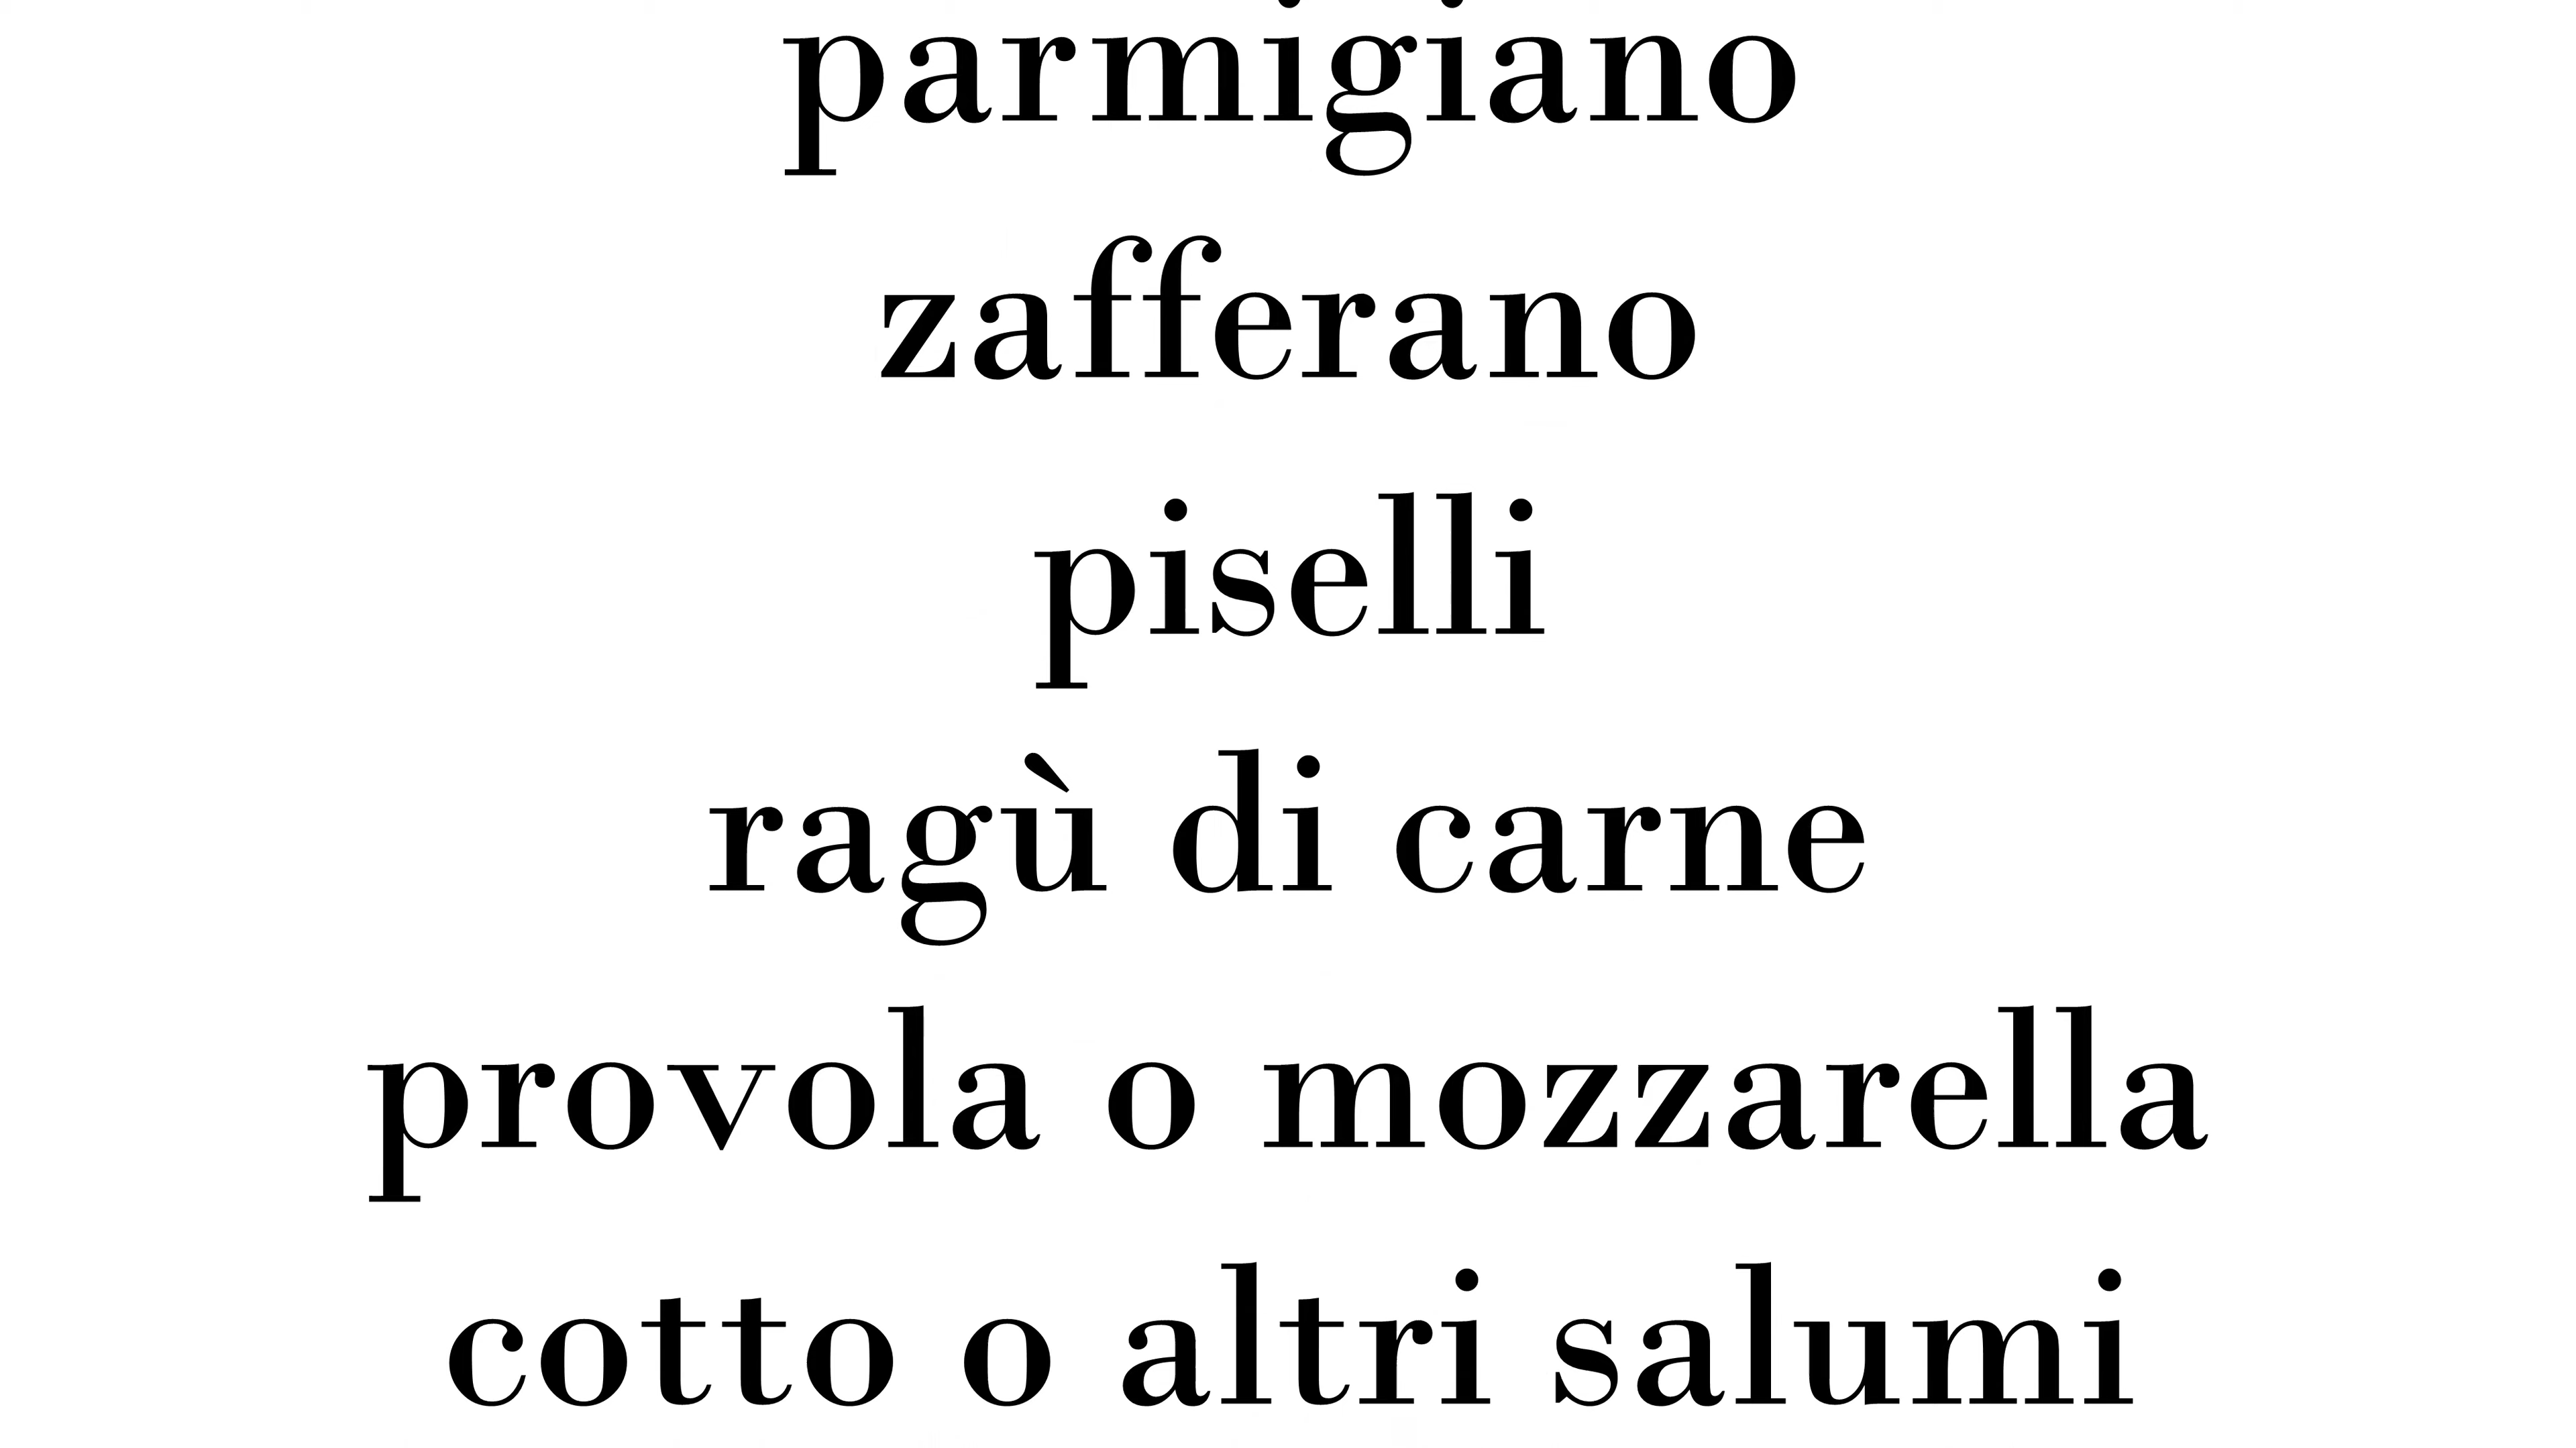 parmigiano
zafferano
piselli
ragù di carne
provola o mozzarella
cotto o altri salumi